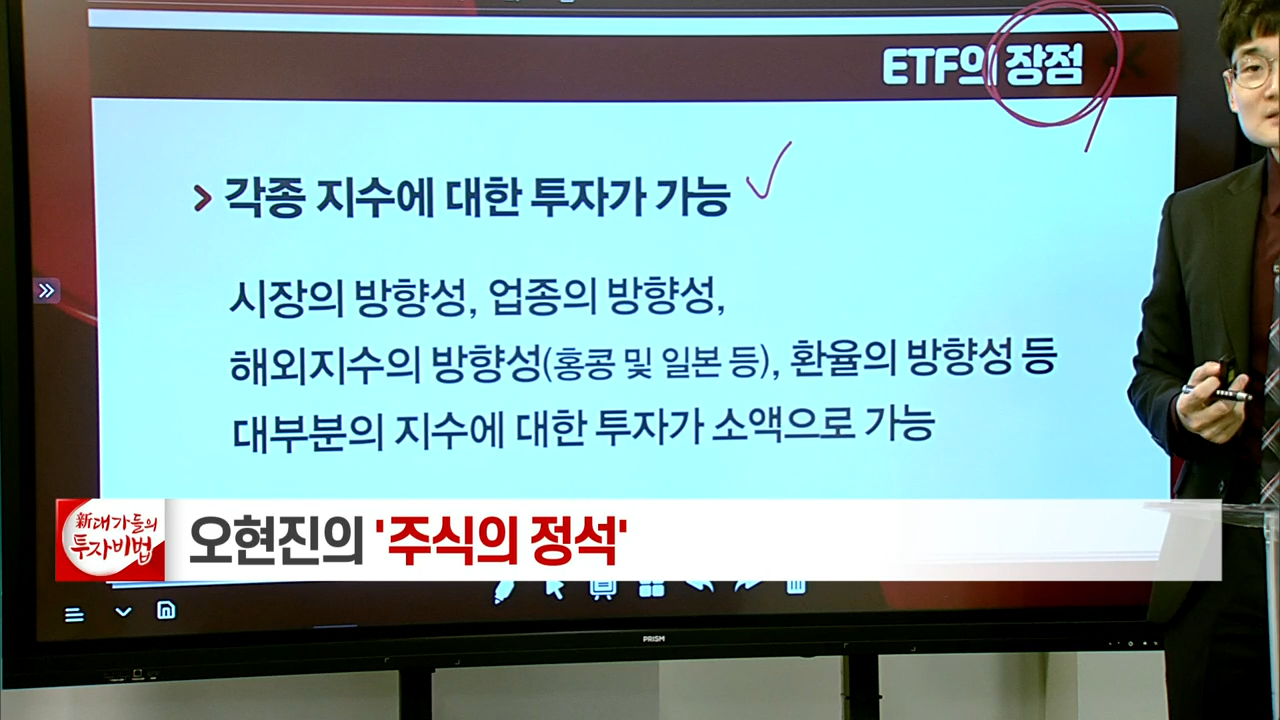 ETF의 장점
각종 지수에 대한 투자가 가능
시장의 방향성, 업종의 방향성,
해외지수의 방향성(홍콩 및 일본 등), 환율의 방향성 등
대부분의 지수에 대한 투자가 소액으로 가능
新대가들의
투자비법
오현진의 '주식의 정석'
PRISM